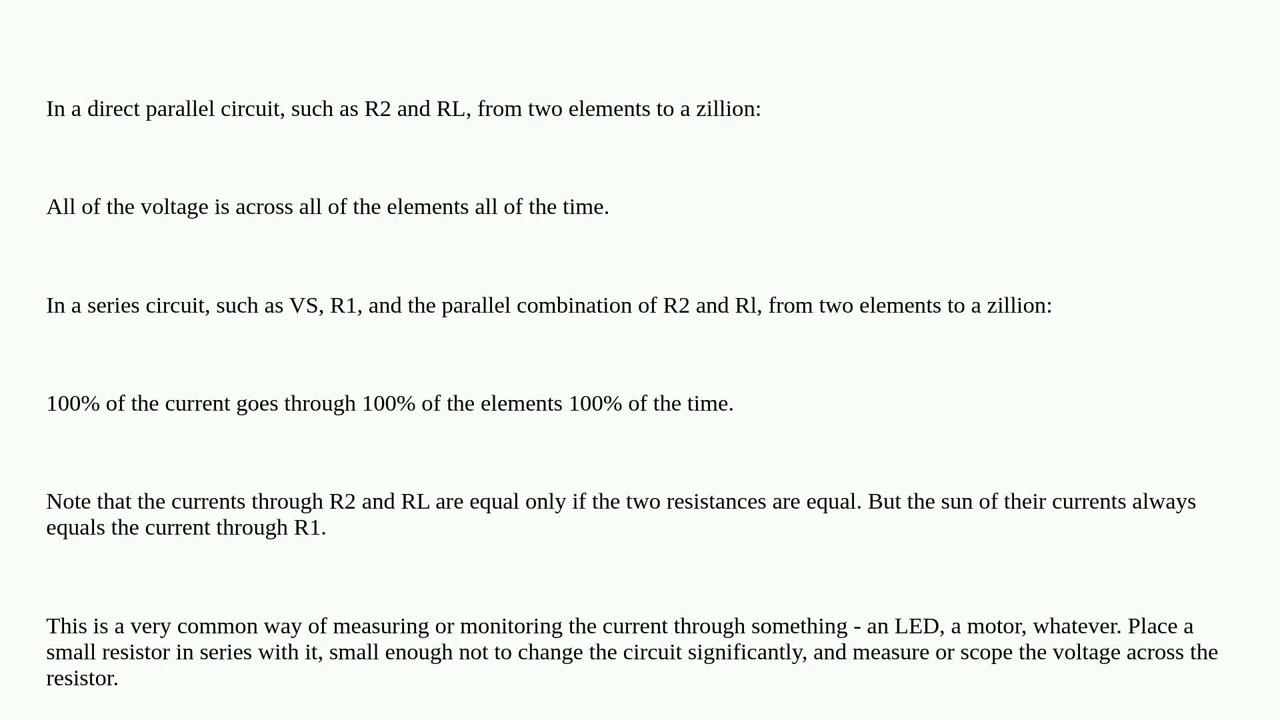 In a direct parallel circuit, such as R2 and RL, from two elements to a zillion:
All of the voltage is across all of the elements all of the time.
In a series circuit, such as VS, R1, and the parallel combination of R2 and Rl, from two elements to a zillion:
100% of the current goes through 100% of the elements 100% of the time.
Note that the currents through R2 and RL are equal only if the two resistances are equal. But the sun of their currents always
equals the current through R1.
This is a very common way of measuring or monitoring the current through something - an LED, a motor, whatever. Place a
small resistor in series with it, small enough not to change the circuit significantly, and measure or scope the voltage across the
resistor.